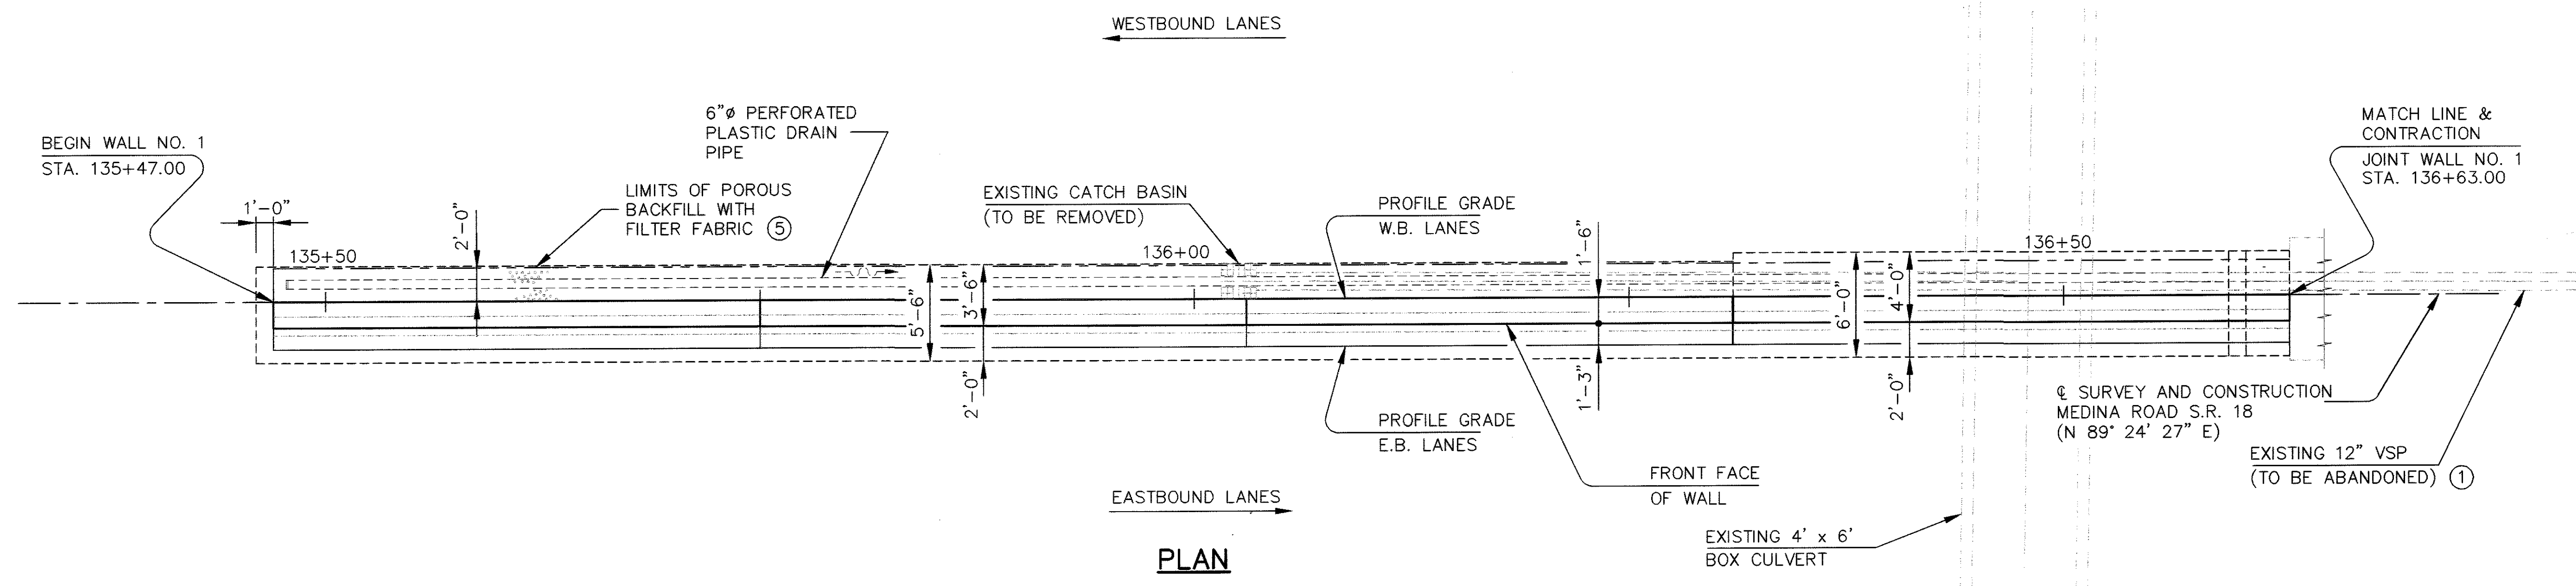 WESTBOUND LANES
BEGIN WALL NO. 1
STA. 135+47.00
1'-0"
2'-0"
6"ø PERFORATED
PLASTIC DRAIN
PIPE
LIMITS OF POROUS
BACKFILL WITH
FILTER FABRIC 5
EXISTING CATCH BASIN
(TO BE REMOVED)
PROFILE GRADE
W.B. LANES
1'-6"
MATCH LINE &
CONTRACTION
JOINT WALL NO. 1
STA. 136+63.00
135+50
136+00
136+50
5'-6"
3'-6"
6'-0"
4'-0"
2'-0"
1'-3"
2'-0"
PROFILE GRADE
E.B. LANES
FRONT FACE
OF WALL
℄ SURVEY AND CONSTRUCTION
MEDINA ROAD S.R. 18
(N 89° 24' 27" E)
EXISTING 12" VSP
(TO BE ABANDONED) 1
EASTBOUND LANES
EXISTING 4' x 6'
BOX CULVERT
PLAN